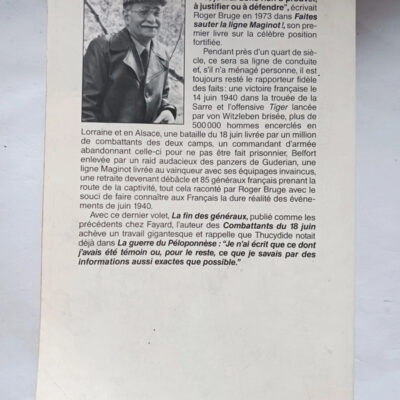 à justifier ou à défendre", écrivait
Roger Bruge en 1973 dans Faites
sauter la ligne Maginot !, son pre-
mier livre sur la célèbre position
fortifiée.
Pendant près d'un quart de siè-
cle, ce sera sa ligne de conduite
et, s'il n'a ménagé personne, il est
toujours resté le rapporteur fidèle
des faits : une victoire française le
14 juin 1940 dans la trouée de la
Sarre et l'offensive Tiger lancée
par von Witzleben brisée, plus de
500 000 hommes encerclés en
Lorraine et en Alsace, une bataille du 18 juin livrée par un million
de combattants des deux camps, un commandant d'armée
abandonnant celle-ci pour ne pas être fait prisonnier, Belfort
enlevée par un raid audacieux des panzers de Guderian, une
ligne Maginot livrée au vainqueur avec ses équipages invaincus,
une retraite devenant débâcle et 85 généraux français prenant la
route de la captivité, tout cela raconté par Roger Bruge avec le
souci de faire connaître aux Français la dure réalité des événe-
ments de juin 1940.
Avec ce dernier volet, La fin des généraux, publié comme les
précédents chez Fayard, l'auteur des Combattants du 18 juin
achève un travail gigantesque et rappelle que Thucydide notait
déjà dans La guerre du Péloponnèse : "Je n'ai écrit que ce dont
j'avais été témoin ou, pour le reste, ce que je savais par des
informations aussi exactes que possible."